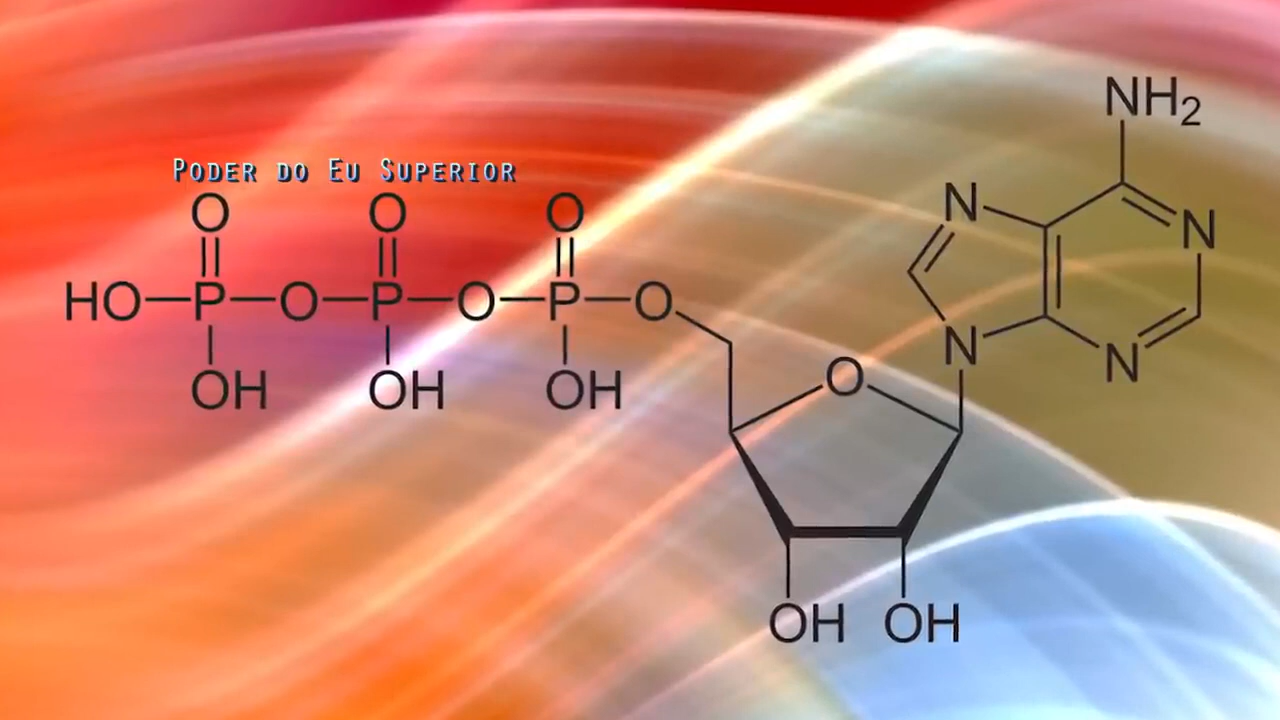 NH₂
Poder do Eu Superior
O O O N N
HO P O P O P O
OH OH OH O N N
OH OH